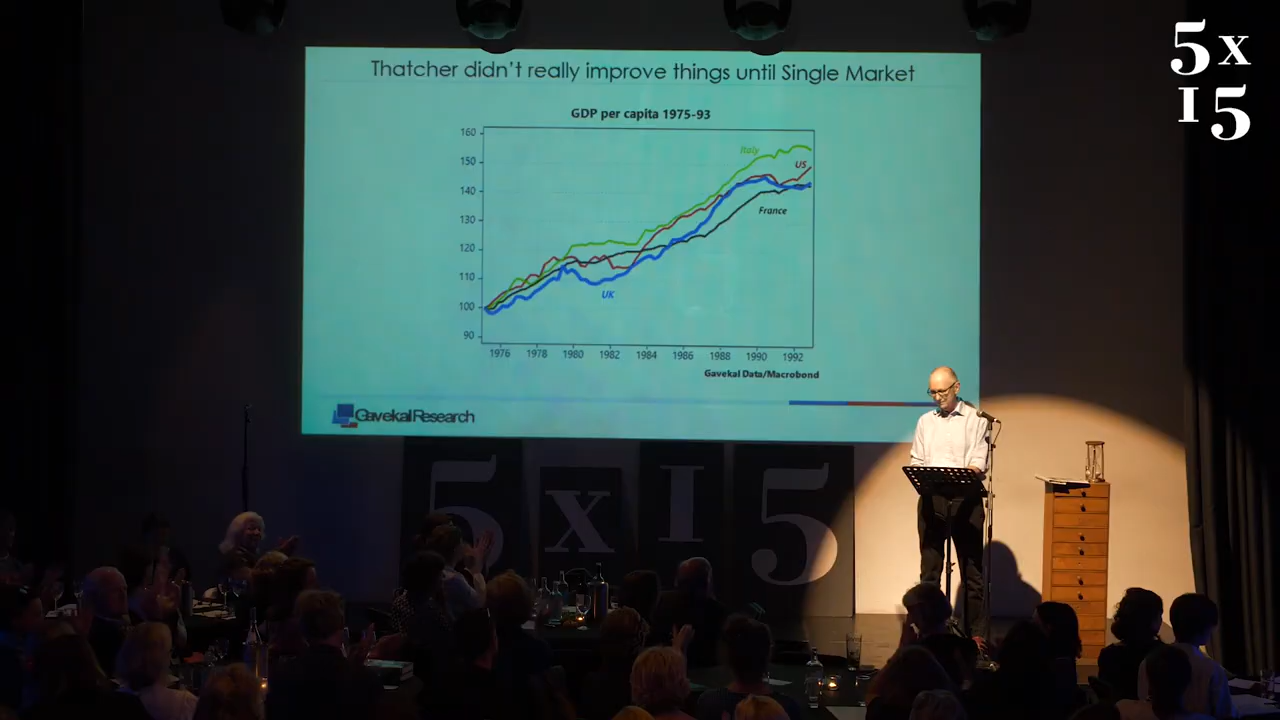 5 x
15
Thatcher didn't really improve things until Single Market
GDP per capita 1975-93
160
150
140
130
120
110
100
90
Italy
US
France
UK
1976 1978 1980 1982 1984 1986 1988 1990 1992
Gavekal Data/Macrobond
Gavekal Research
5 x 1 5